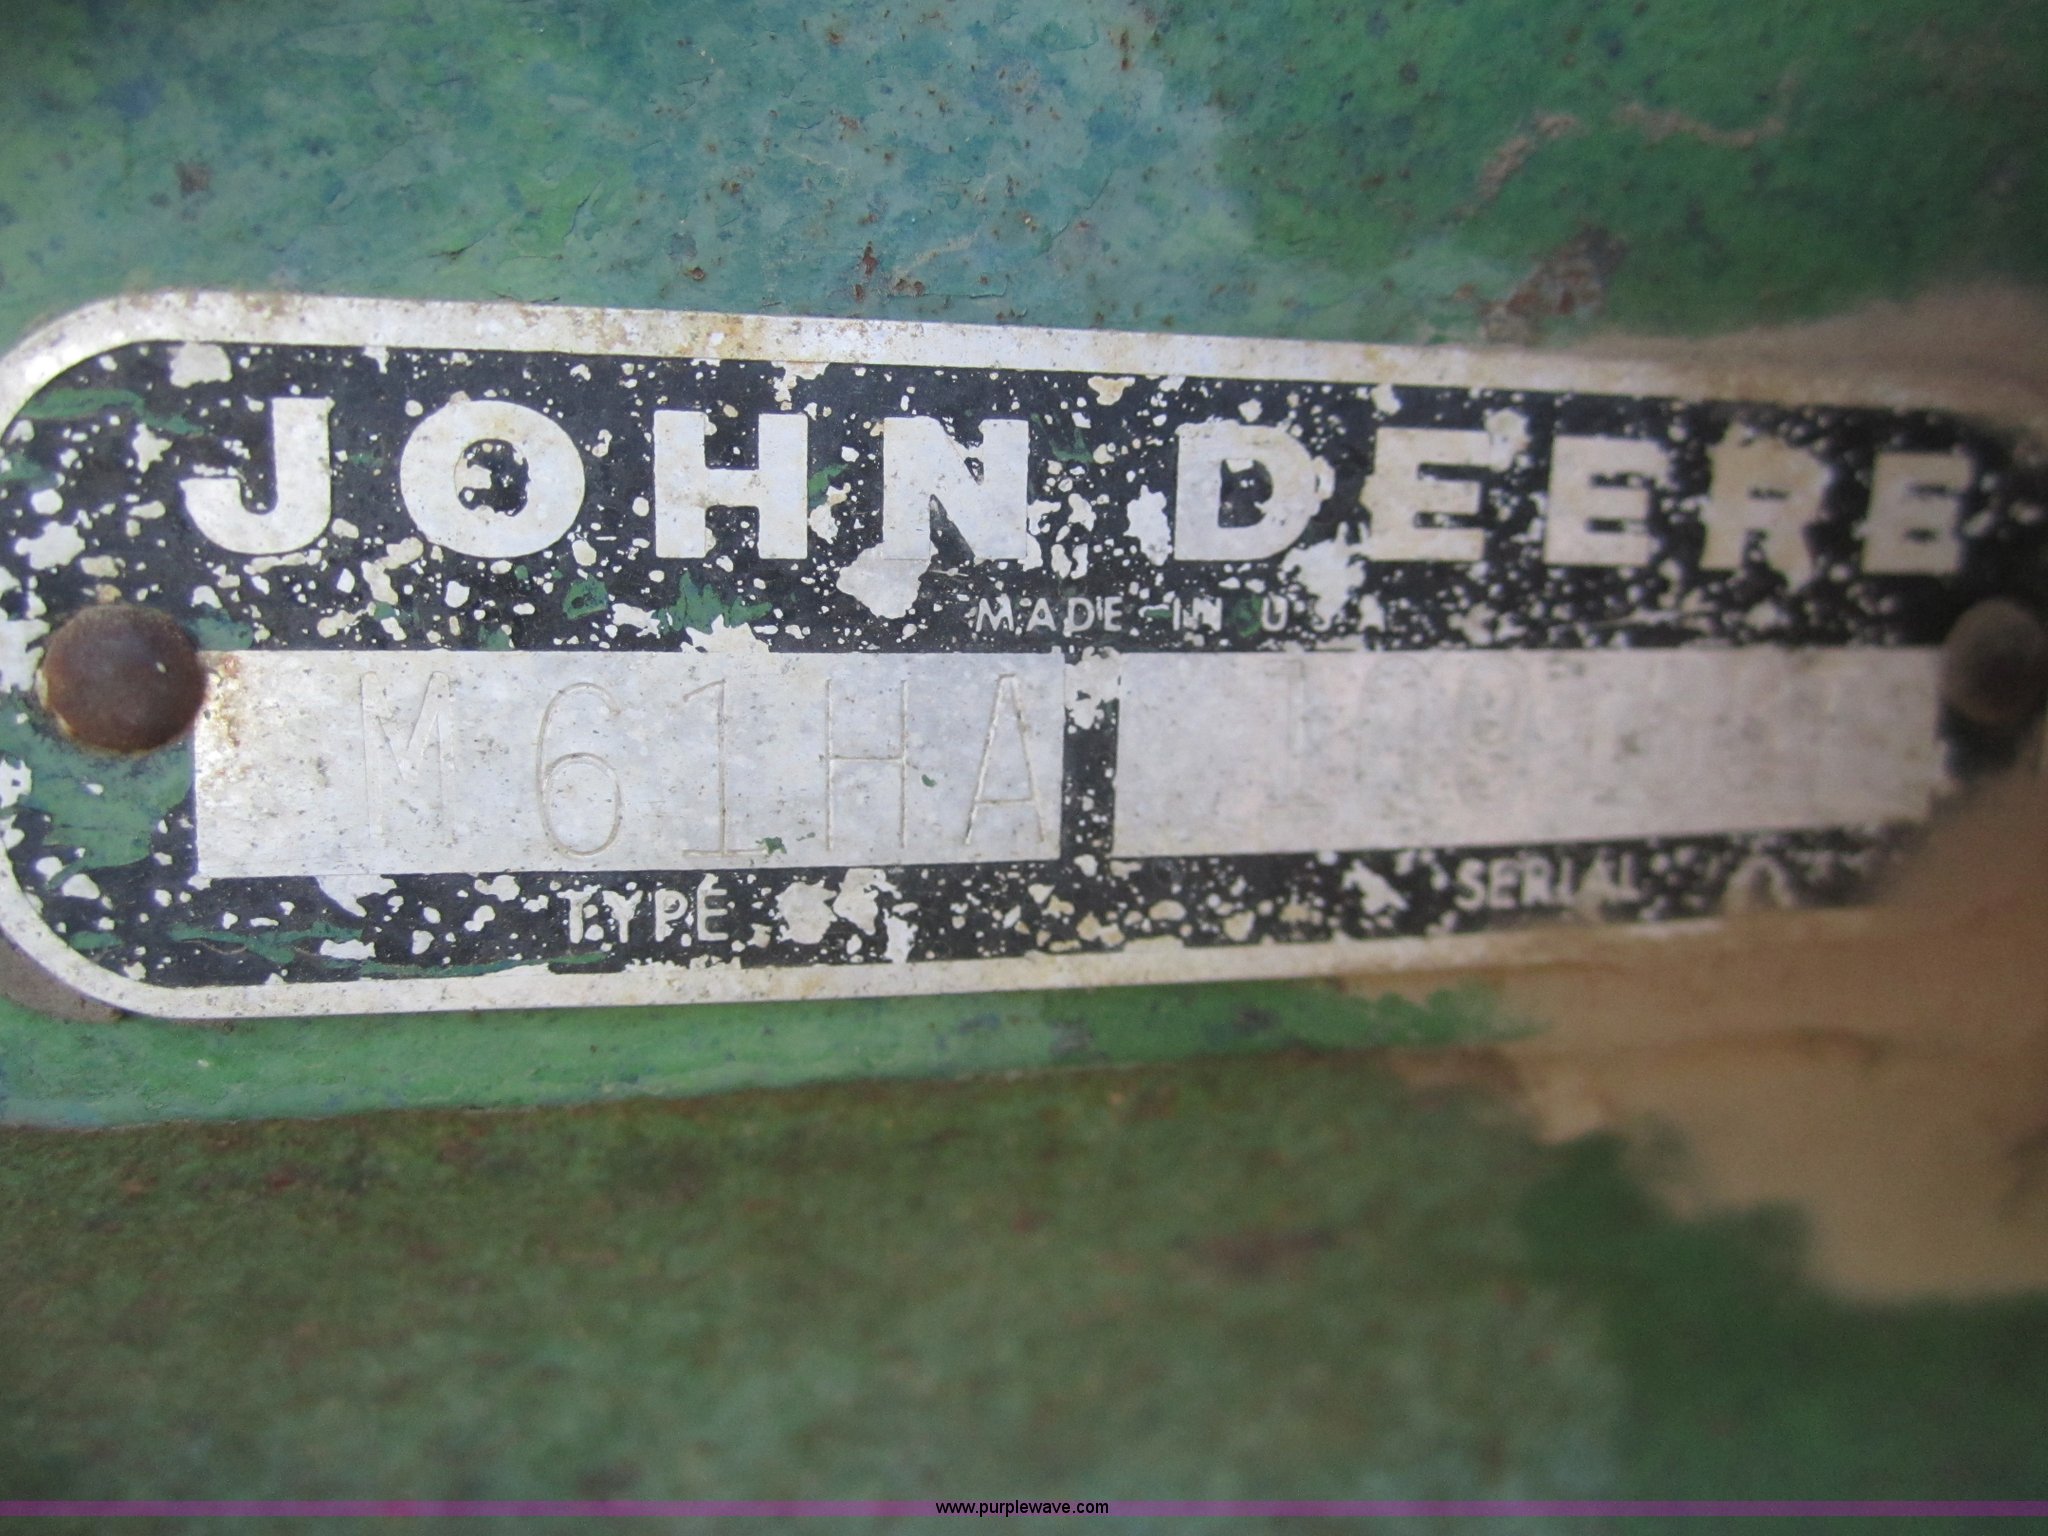 JOHN DEERE
MADE IN U S A
M61HA
TYPE
SERIAL
www.purplewave.com